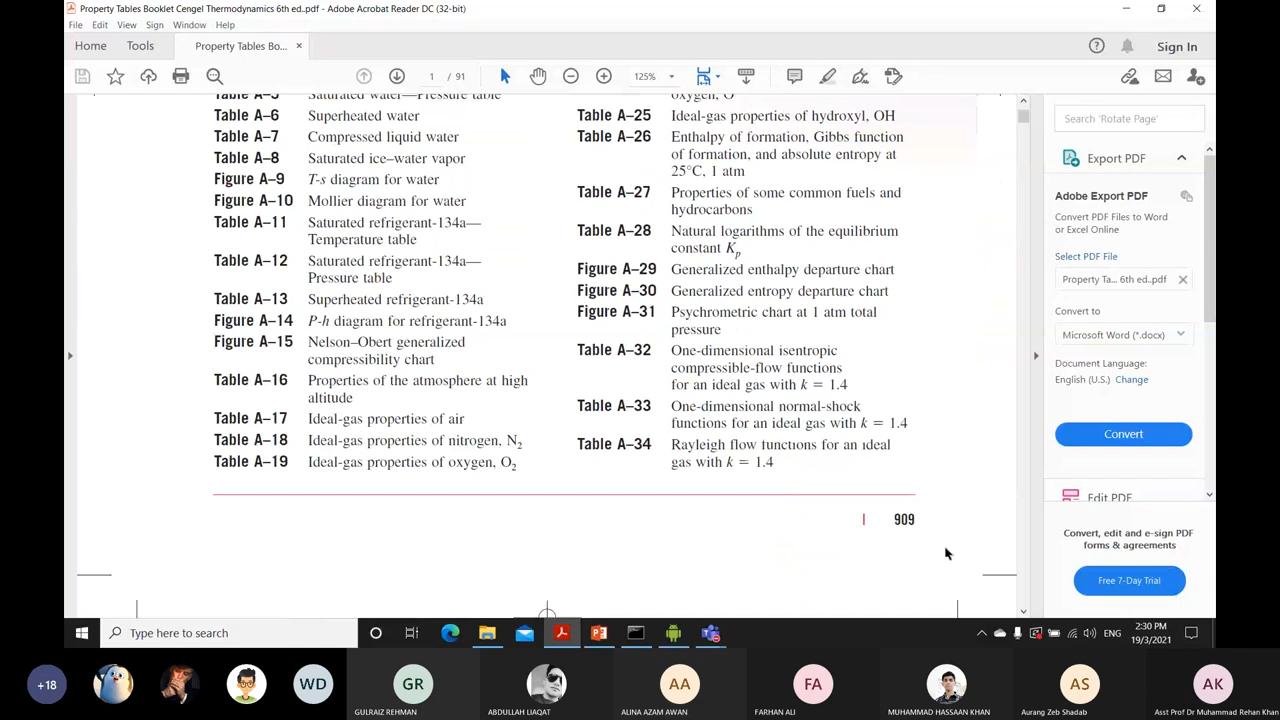 Property Tables Booklet Cengel Thermodynamics 6th ed..pdf - Adobe Acrobat Reader DC (32-bit)
File Edit View Sign Window Help
Home Tools Property Tables Bo... ×
Sign In
1 / 91 125%
Table A–5 Saturated water—Pressure table
Table A–6 Superheated water
Table A–7 Compressed liquid water
Table A–8 Saturated ice–water vapor
Figure A–9 T-s diagram for water
Figure A–10 Mollier diagram for water
Table A–11 Saturated refrigerant-134a—
Temperature table
Table A–12 Saturated refrigerant-134a—
Pressure table
Table A–13 Superheated refrigerant-134a
Figure A–14 P-h diagram for refrigerant-134a
Figure A–15 Nelson–Obert generalized
compressibility chart
Table A–16 Properties of the atmosphere at high
altitude
Table A–17 Ideal-gas properties of air
Table A–18 Ideal-gas properties of nitrogen, N2
Table A–19 Ideal-gas properties of oxygen, O2
oxygen, O
Table A–25 Ideal-gas properties of hydroxyl, OH
Table A–26 Enthalpy of formation, Gibbs function
of formation, and absolute entropy at
25°C, 1 atm
Table A–27 Properties of some common fuels and
hydrocarbons
Table A–28 Natural logarithms of the equilibrium
constant Kp
Figure A–29 Generalized enthalpy departure chart
Figure A–30 Generalized entropy departure chart
Figure A–31 Psychrometric chart at 1 atm total
pressure
Table A–32 One-dimensional isentropic
compressible-flow functions
for an ideal gas with k = 1.4
Table A–33 One-dimensional normal-shock
functions for an ideal gas with k = 1.4
Table A–34 Rayleigh flow functions for an ideal
gas with k = 1.4
909
Search 'Rotate Page'
Export PDF
Adobe Export PDF
Convert PDF Files to Word
or Excel Online
Select PDF File
Property Ta... 6th ed..pdf
Convert to
Microsoft Word (*.docx)
Document Language:
English (U.S.) Change
Convert
Edit PDF
Convert, edit and e-sign PDF
forms & agreements
Free 7-Day Trial
Type here to search
ENG
2:30 PM
19/3/2021
+18
WD
GR
AA
FA
AS
AK
GULRAIZ REHMAN
ABDULLAH LIAQAT
ALINA AZAM AWAN
FARHAN ALI
MUHAMMAD HASSAAN KHAN
Aurang Zeb Shadab
Asst Prof Dr Muhammad Rehan Khan